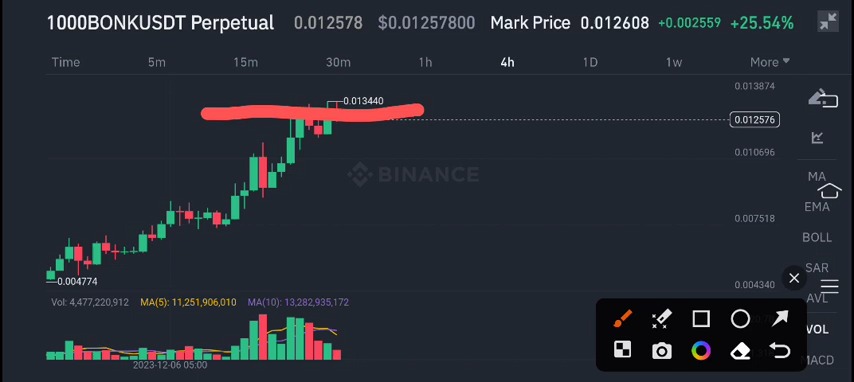 1000BONKUSDT Perpetual 0.012578 $0.01257800 Mark Price 0.012608 +0.002559 +25.54%
Time 5m 15m 30m 1h 4h 1D 1w More
0.013874
0.013440
0.012576
0.010696
BINANCE
MA
EMA
0.007518
BOLL
SAR
0.004774
0.004340
AVL
Vol: 4,477,220,912 MA(5): 11,251,906,010 MA(10): 13,282,935,172
VOL
MACD
2023-12-06 05:00